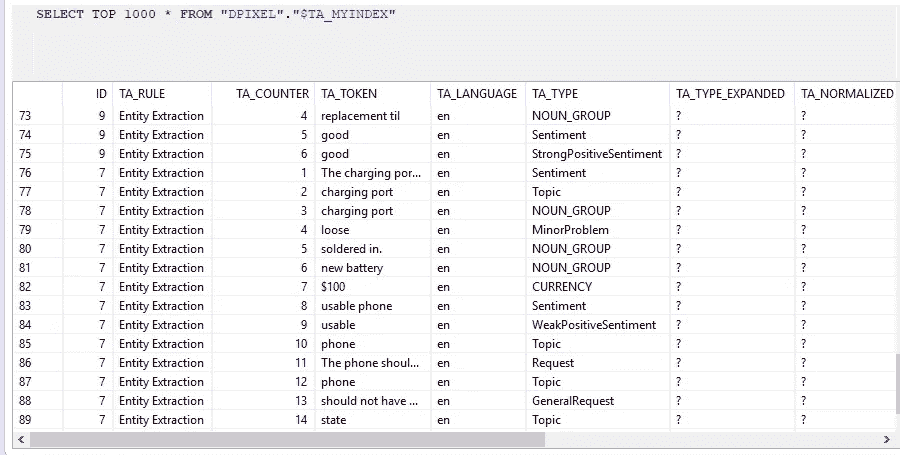 SELECT TOP 1000 * FROM "DPIXEL"."$TA_MYINDEX"
ID TA_RULE TA_COUNTER TA_TOKEN TA_LANGUAGE TA_TYPE TA_TYPE_EXPANDED TA_NORMALIZED
73 9 Entity Extraction 4 replacement til en NOUN_GROUP ? ?
74 9 Entity Extraction 5 good en Sentiment ? ?
75 9 Entity Extraction 6 good en StrongPositiveSentiment ? ?
76 7 Entity Extraction 1 The charging por... en Sentiment ? ?
77 7 Entity Extraction 2 charging port en Topic ? ?
78 7 Entity Extraction 3 charging port en NOUN_GROUP ? ?
79 7 Entity Extraction 4 loose en MinorProblem ? ?
80 7 Entity Extraction 5 soldered in. en NOUN_GROUP ? ?
81 7 Entity Extraction 6 new battery en NOUN_GROUP ? ?
82 7 Entity Extraction 7 $100 en CURRENCY ? ?
83 7 Entity Extraction 8 usable phone en Sentiment ? ?
84 7 Entity Extraction 9 usable en WeakPositiveSentiment ? ?
85 7 Entity Extraction 10 phone en Topic ? ?
86 7 Entity Extraction 11 The phone shoul... en Request ? ?
87 7 Entity Extraction 12 phone en Topic ? ?
88 7 Entity Extraction 13 should not have ... en GeneralRequest ? ?
89 7 Entity Extraction 14 state en Topic ? ?